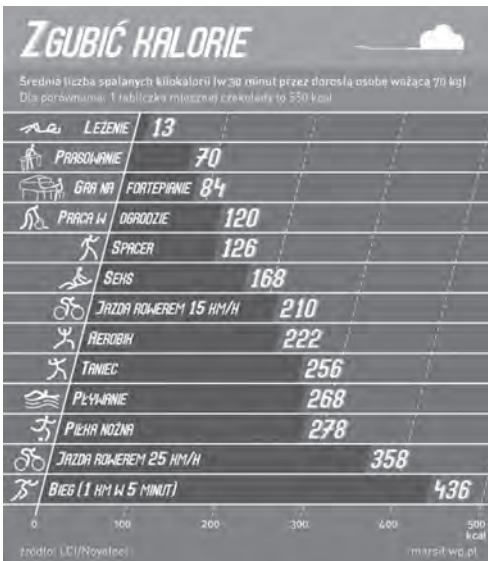 ZGUBIĆ KALORIE
Średnia liczba spalanych kilokalorii (w 30 minut przez dorosłą osobę ważącą 70 kg)
Dla porównania: 1 tabliczka mlecznej czekolady to 550 kcal
LEŻENIE 13
PRASOWANIE 70
GRA NA FORTEPIANIE 84
PRACA W OGRODZIE 120
SPACER 126
SEKS 168
JAZDA ROWEREM 15 KM/H 210
AEROBIK 222
TANIEC 256
PŁYWANIE 268
PIŁKA NOŻNA 278
JAZDA ROWEREM 25 KM/H 358
BIEG (1 KM W 5 MINUT) 436
0 100 200 300 400 500
kcal
źródło: LCI/Novafeel marsit.wp.pl